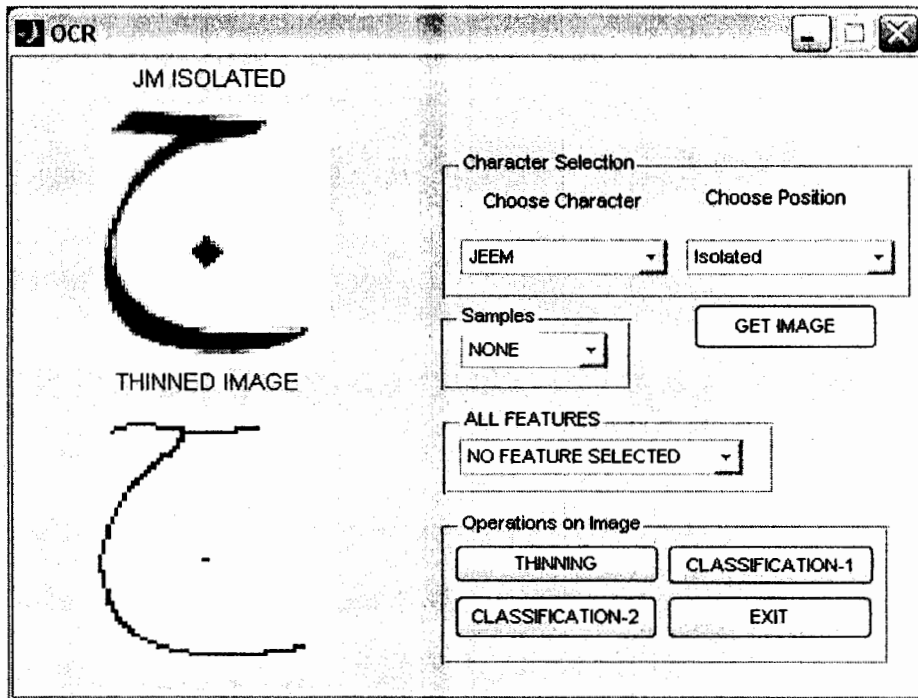 OCR
JM ISOLATED
ج
THINNED IMAGE
ح
Character Selection
Choose Character
Choose Position
JEEM
Isolated
Samples
NONE
GET IMAGE
ALL FEATURES
NO FEATURE SELECTED
Operations on Image
THINNING
CLASSIFICATION-1
CLASSIFICATION-2
EXIT